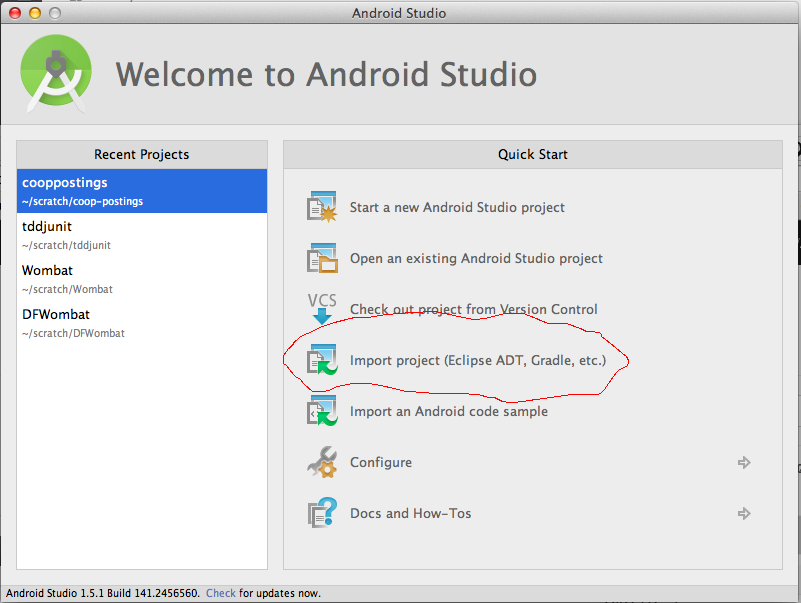 Android Studio
Welcome to Android Studio
Recent Projects
cooppostings
~/scratch/coop-postings
tddjunit
~/scratch/tddjunit
Wombat
~/scratch/Wombat
DFWombat
~/scratch/DFWombat
Quick Start
Start a new Android Studio project
Open an existing Android Studio project
VCS
Check out project from Version Control
Import project (Eclipse ADT, Gradle, etc.)
Import an Android code sample
Configure
Docs and How-Tos
Android Studio 1.5.1 Build 141.2456560. Check for updates now.